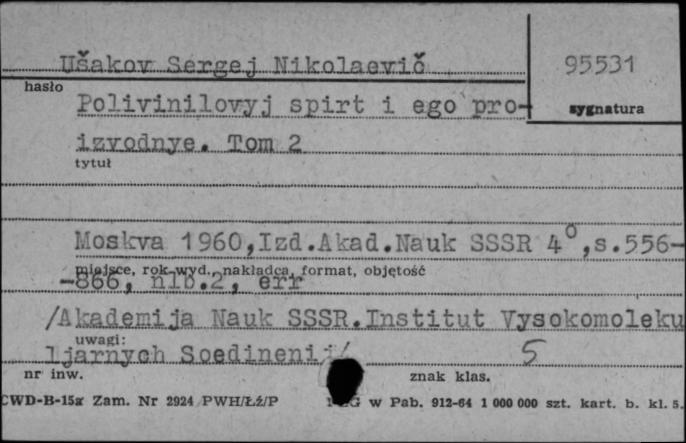 Ušakov Sergej Nikolaevič
95531
hasło
Polivinilovyj spirt i ego pro-
sygnatura
izvodnye. Tom 2
tytuł
Moskva 1960, Izd.Akad.Nauk SSSR 4°, s.556-
miejsce, rok wyd., nakładca, format, objętość
-866, nlb.2, err
/Akademija Nauk SSSR.Institut Vysokomoleku
uwagi:
ljarnych Soedinenij/
5
nr inw.
znak klas.
CWD-B-15a Zam. Nr 2924 PWH/Łź/P
w Pab. 912-64 1 000 000 szt. kart. b. kl. 5.